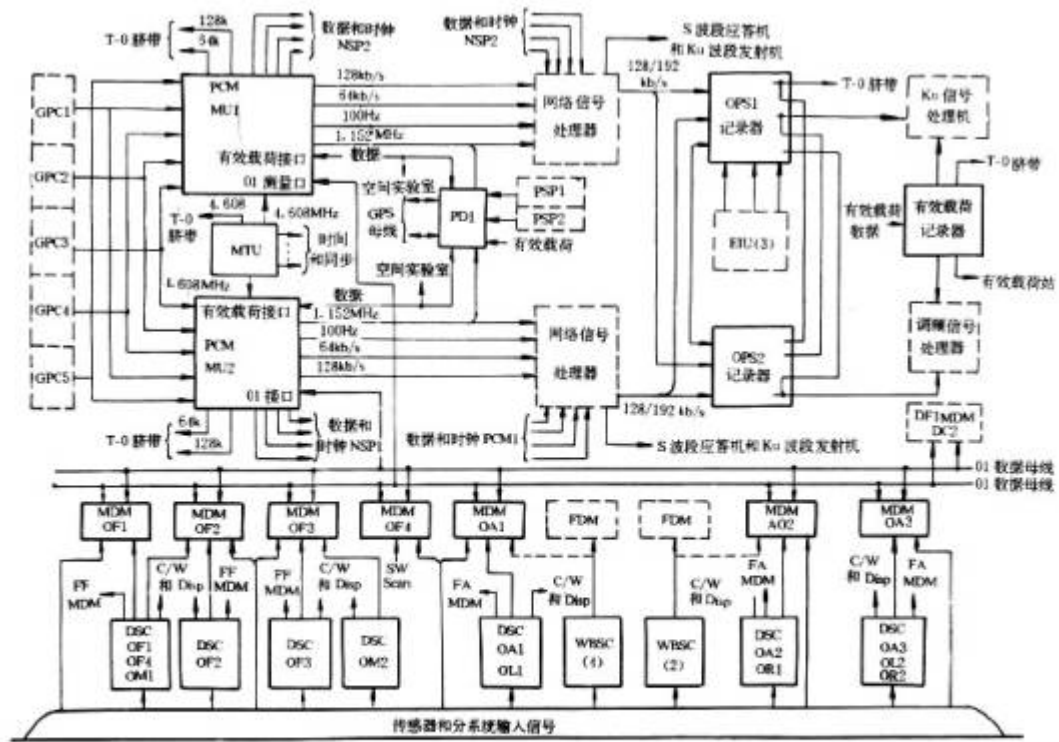 128k
64k
T-0 脐带
数据和时钟
NSP2
数据和时钟
NSP2
S 波段应答机
和 Ku 波段发射机
GPC1
GPC2
GPC3
GPC4
GPC5
PCM
MU1
有效载荷接口
01 测量口
128kb/s
64kb/s
100Hz
1.152MHz
数据
网络信号
处理器
128/192
kb/s
OPS1
记录器
T-0 脐带
Ku 信号
处理机
空间实验室
GPS
母线
PDI
PSP1
PSP2
有效载荷
空间实验室
EIU(3)
有效载荷
数据
有效载荷
记录器
T-0 脐带
有效载荷站
4.608
4.608MHz
T-0
脐带
MTU
时间
和同步
4.608MHz
有效载荷接口
PCM
MU2
01 接口
数据
1.152MHz
100Hz
64kb/s
128kb/s
网络信号
处理器
OPS2
记录器
调频信号
处理器
128/192 kb/s
64k
128k
T-0 脐带
数据和
时钟 NSP1
数据和时钟 PCM1
S 波段应答机和 Ku 波段发射机
DFI MDM
DC2
01 数据母线
01 数据母线
MDM
OF1
MDM
OF2
MDM
OF3
MDM
OF4
MDM
OA1
FDM
FDM
MDM
AO2
MDM
OA3
FF
MDM
C/W
和 Disp
FF
MDM
FF
MDM
C/W
和 Disp
SW
Scan
FA
MDM
C/W
和 Disp
C/W
和 Disp
FA
MDM
C/W
和 Disp
FA
MDM
DSC
OF1
OF4
OM1
DSC
OF2
DSC
OF3
DSC
OM2
DSC
OA1
OL1
WBSC
(4)
WBSC
(2)
DSC
OA2
OR1
DSC
OA3
OL2
OR2
传感器和分系统输入信号